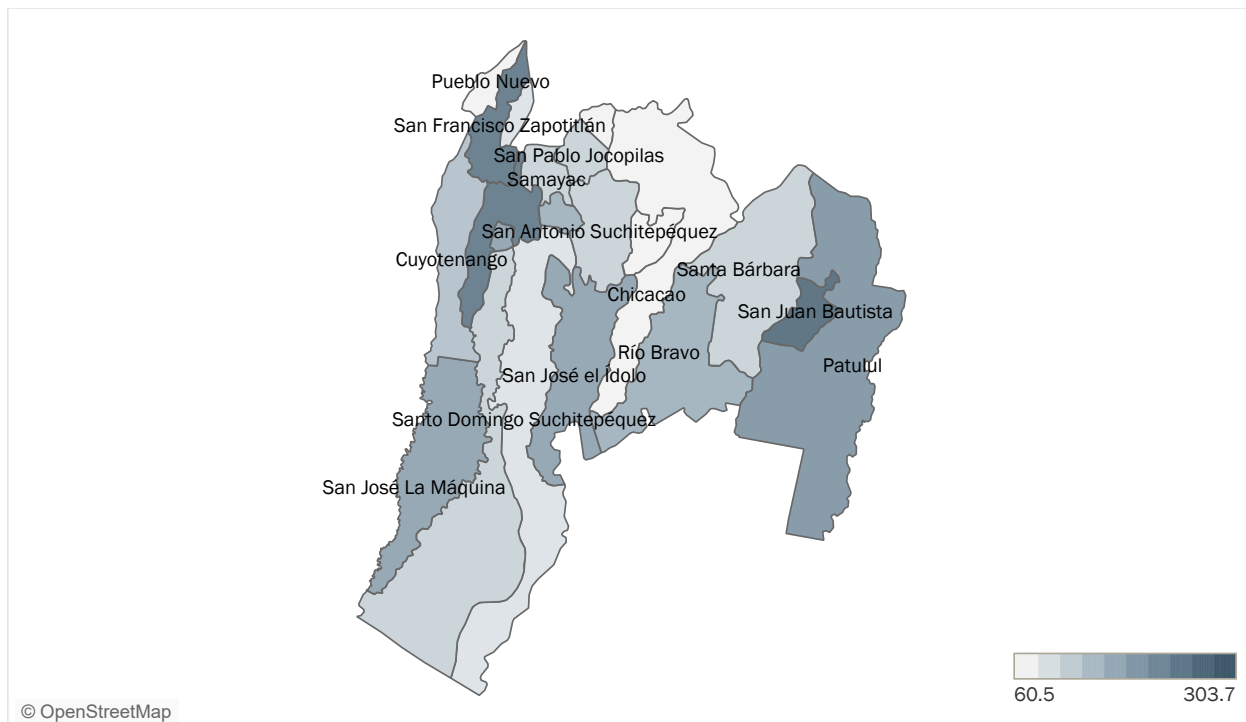 Pueblo Nuevo
San Francisco Zapotitlán
San Pablo Jocopilas
Samayac
San Antonio Suchitepéquez
Cuyotenango
Santa Bárbara
Chicacao
San Juan Bautista
Río Bravo
Patulul
San José el Ídolo
Santo Domingo Suchitepéquez
San José La Máquina
60.5
303.7
© OpenStreetMap